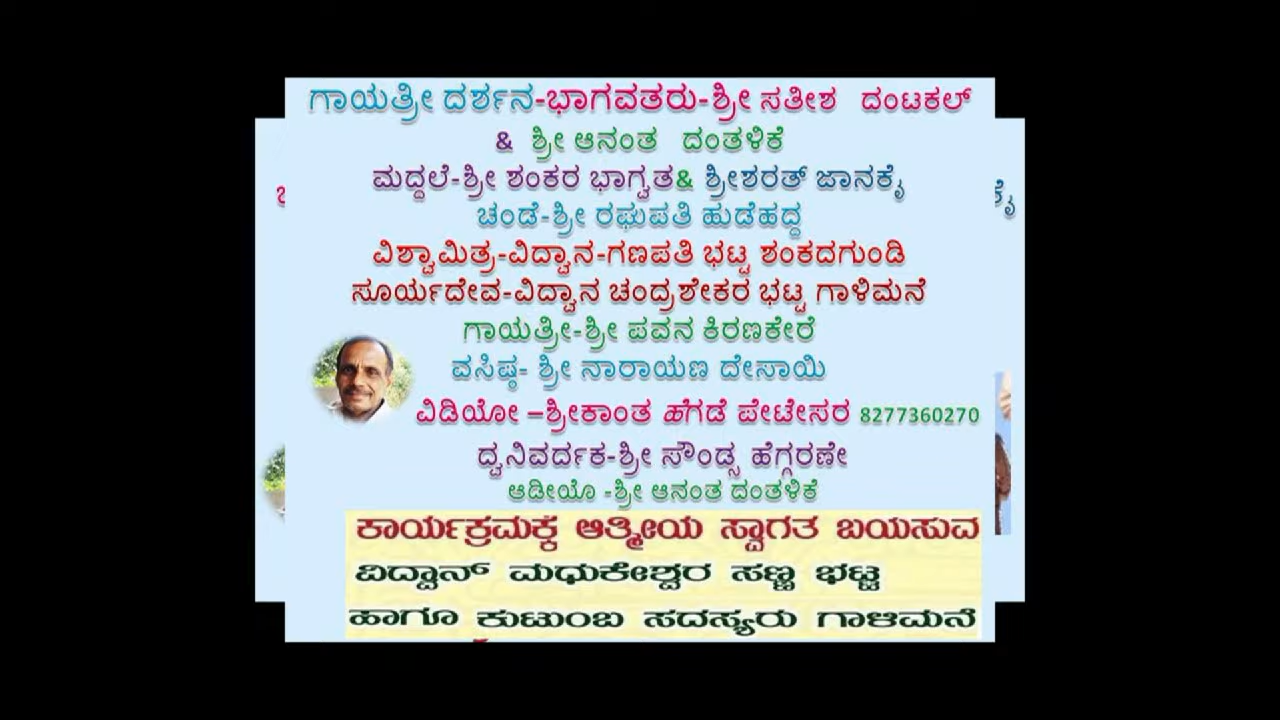 ಗಾಯತ್ರೀ ದರ್ಶನ-ಭಾಗವತರು-ಶ್ರೀ ಸತೀಶ ದಂಟಕಲ್
& ಶ್ರೀ ಆನಂತ ದಂತಳಿಕೆ
ಮದ್ದಲೆ-ಶ್ರೀ ಶಂಕರ ಭಾಗ್ವತ& ಶ್ರೀಶರತ್ ಜಾನಕೈ
ಚಂಡೆ-ಶ್ರೀ ರಘುಪತಿ ಹುಡೆಹದ್ದ
ವಿಶ್ವಾಮಿತ್ರ-ವಿದ್ವಾನ-ಗಣಪತಿ ಭಟ್ಟ ಶಂಕದಗುಂಡಿ
ಸೂರ್ಯದೇವ-ವಿದ್ವಾನ ಚಂದ್ರಶೇಕರ ಭಟ್ಟ ಗಾಳಿಮನೆ
ಗಾಯತ್ರೀ-ಶ್ರೀ ಪವನ ಕಿರಣಕೇರೆ
ವಸಿಷ್ಠ- ಶ್ರೀ ನಾರಾಯಣ ದೇಸಾಯಿ
ವಿಡಿಯೋ –ಶ್ರೀಕಾಂತ ಹೆಗಡೆ ಪೇಟೇಸರ 8277360270
ದ್ವನಿವರ್ದಕ-ಶ್ರೀ ಸೌಂಡ್ಸ ಹೆಗ್ಗರಣೇ
ಆಡೀಯೊ -ಶ್ರೀ ಆನಂತ ದಂತಳಿಕೆ
ಕಾರ್ಯಕ್ರಮಕ್ಕೆ ಆತ್ಮೀಯ ಸ್ವಾಗತ ಬಯಸುವ
ವಿದ್ವಾನ್ ಮಧುಕೇಶ್ವರ ಸಣ್ಣ ಭಟ್ಟ
ಹಾಗೂ ಕುಟುಂಬ ಸದಸ್ಯರು ಗಾಳಿಮನೆ